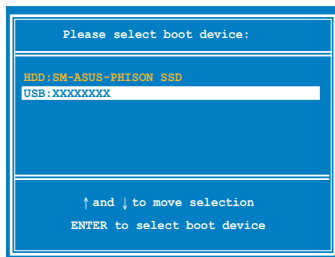 Please select boot device:
HDD:SM-ASUS-PHISON SSD
USB:XXXXXXXX
↑ and ↓ to move selection
ENTER to select boot device